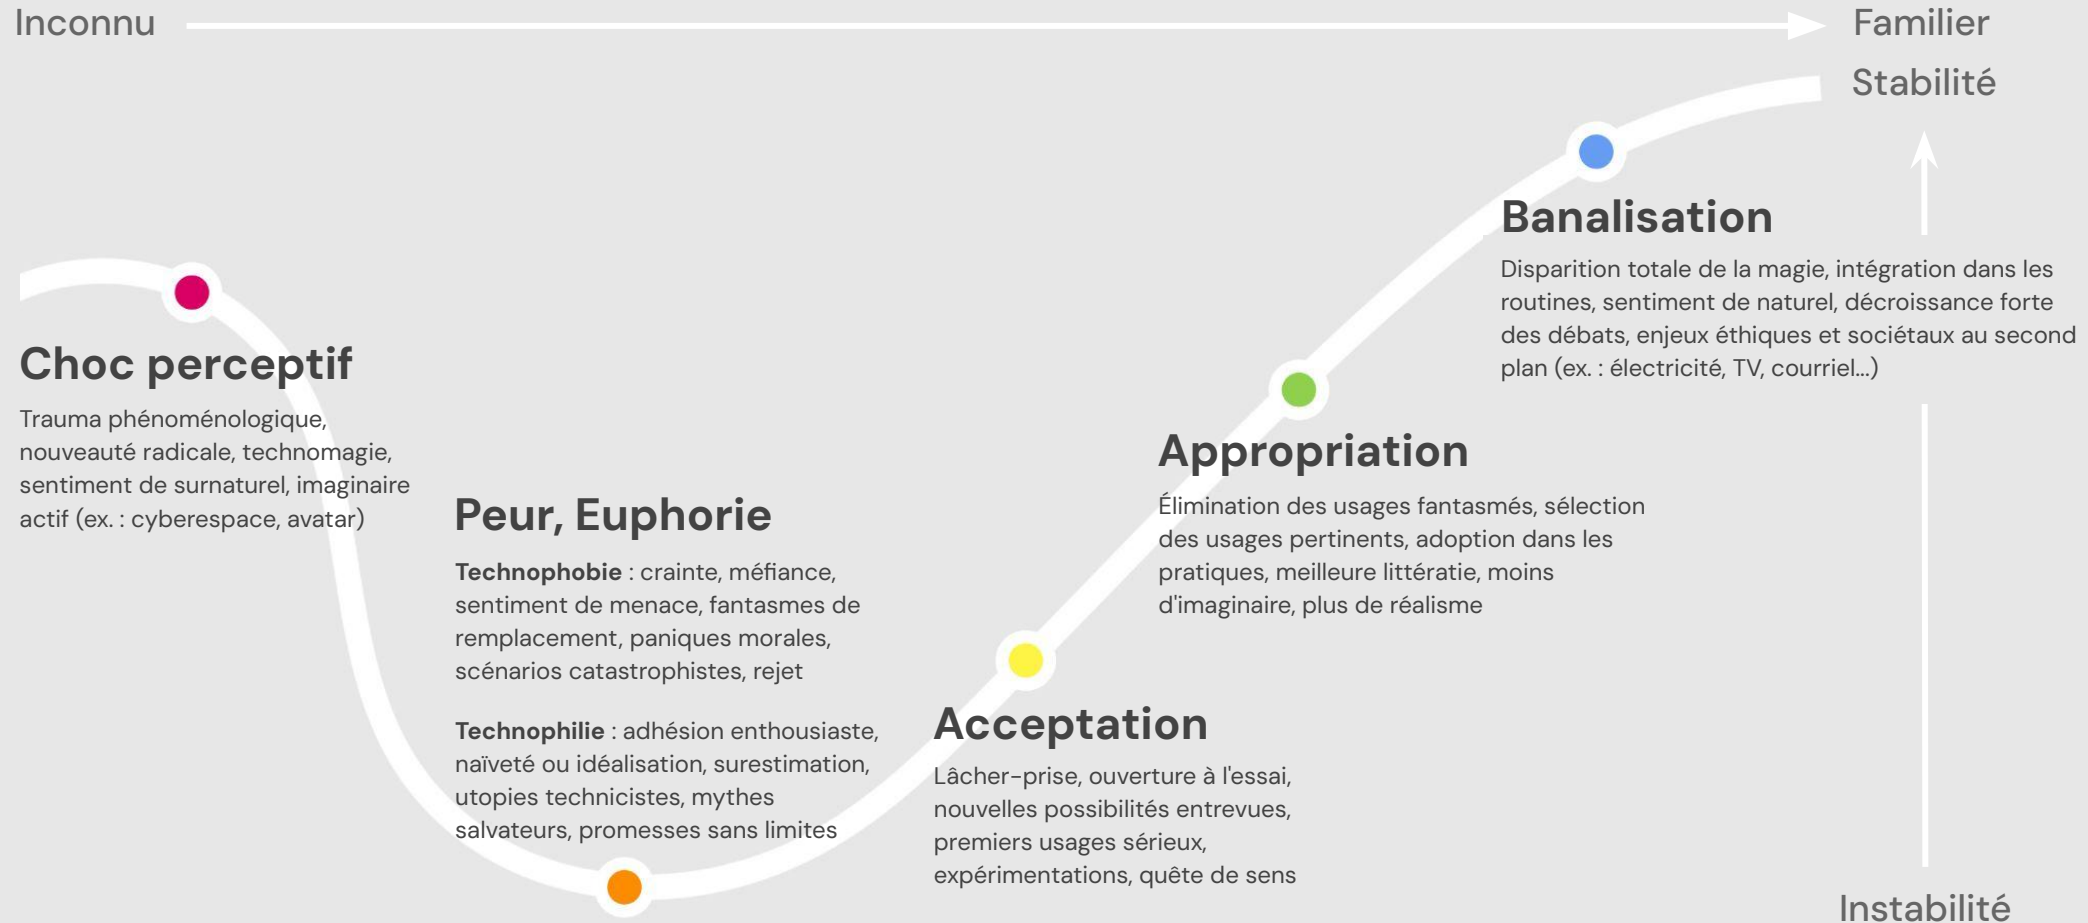 Inconnu
Familier
Stabilité
Choc perceptif
Trauma phénoménologique,
nouveauté radicale, technomagie,
sentiment de surnaturel, imaginaire
actif (ex. : cyberespace, avatar)
Peur, Euphorie
Technophobie : crainte, méfiance,
sentiment de menace, fantasmes de
remplacement, paniques morales,
scénarios catastrophistes, rejet
Technophilie : adhésion enthousiaste,
naïveté ou idéalisation, surestimation,
utopies technicistes, mythes
salvateurs, promesses sans limites
Acceptation
Lâcher-prise, ouverture à l'essai,
nouvelles possibilités entrevues,
premiers usages sérieux,
expérimentations, quête de sens
Appropriation
Élimination des usages fantasmés, sélection
des usages pertinents, adoption dans les
pratiques, meilleure littératie, moins
d'imaginaire, plus de réalisme
Banalisation
Disparition totale de la magie, intégration dans les
routines, sentiment de naturel, décroissance forte
des débats, enjeux éthiques et sociétaux au second
plan (ex. : électricité, TV, courriel...)
Instabilité